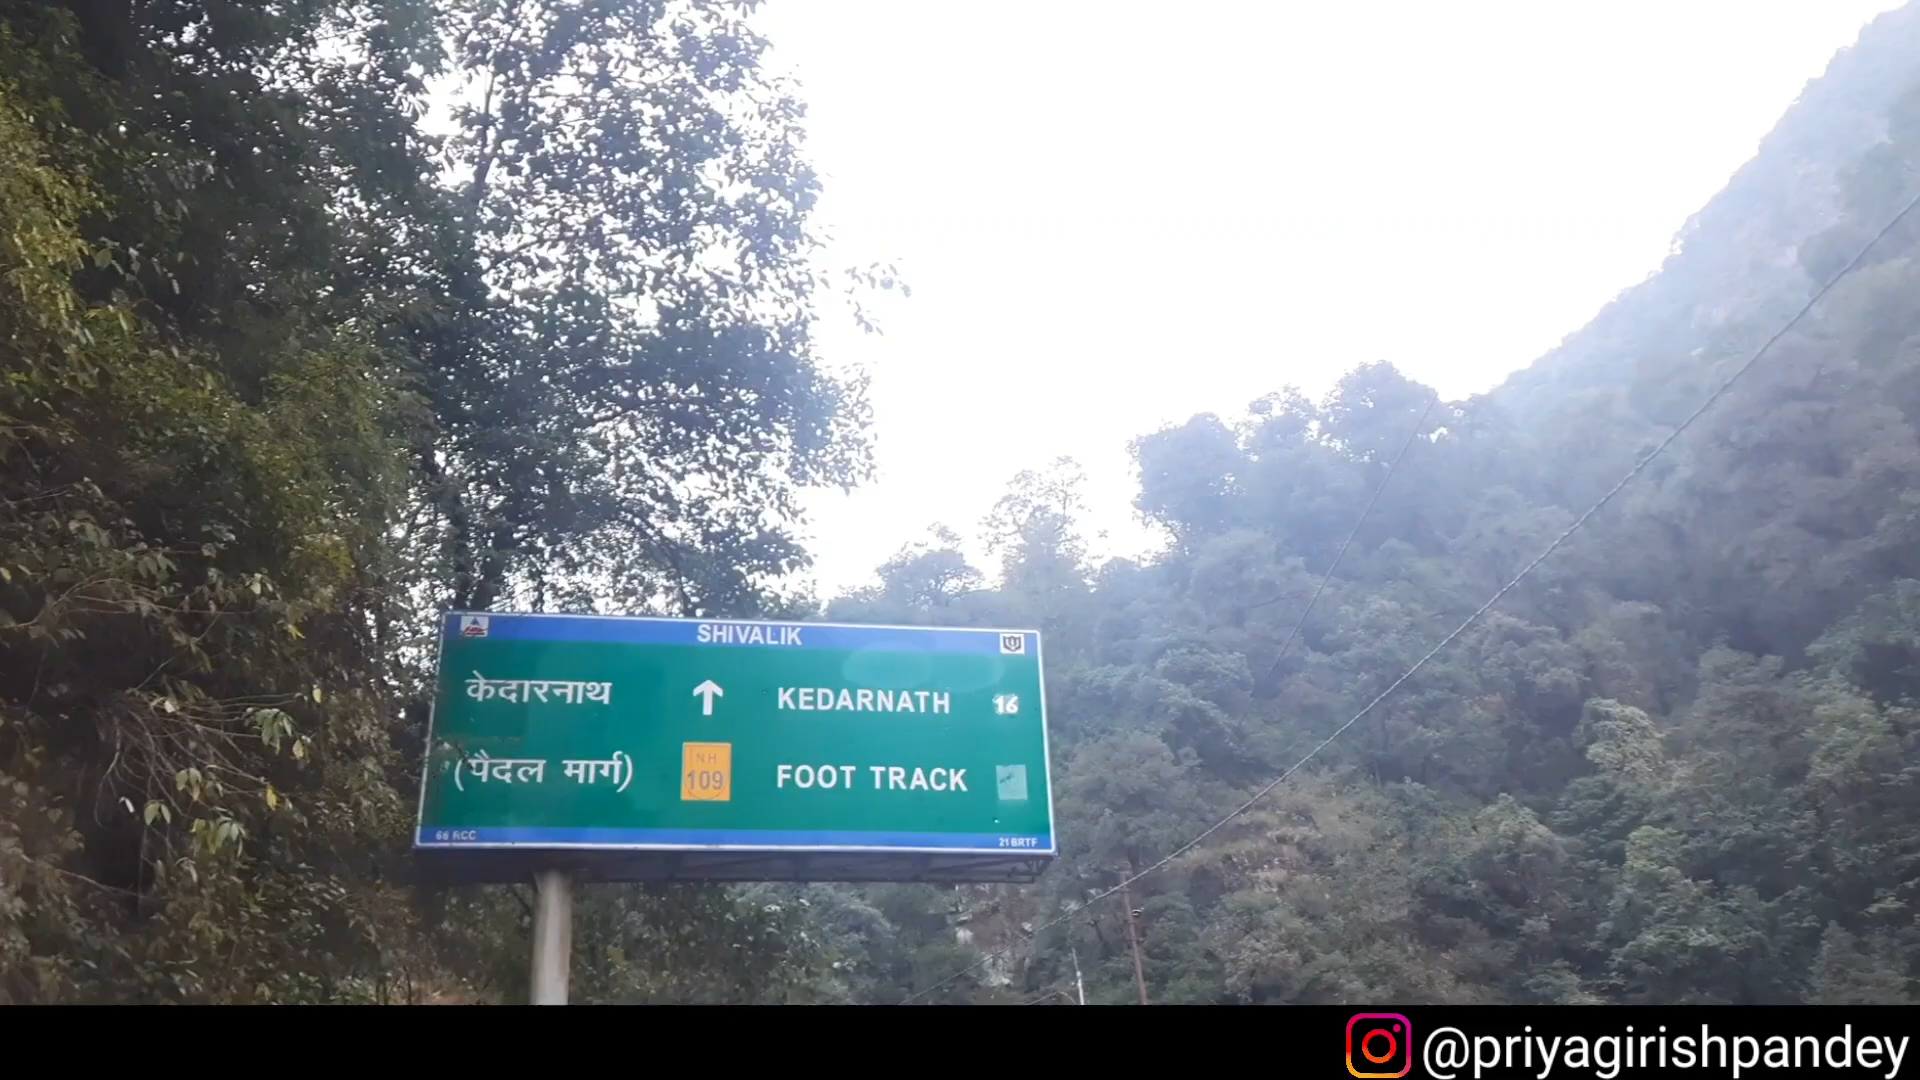 SHIVALIK
केदारनाथ ↑ KEDARNATH 16
(पैदल मार्ग) NH 109 FOOT TRACK
66 RCC 21 BRTF
@priyagirishpandey